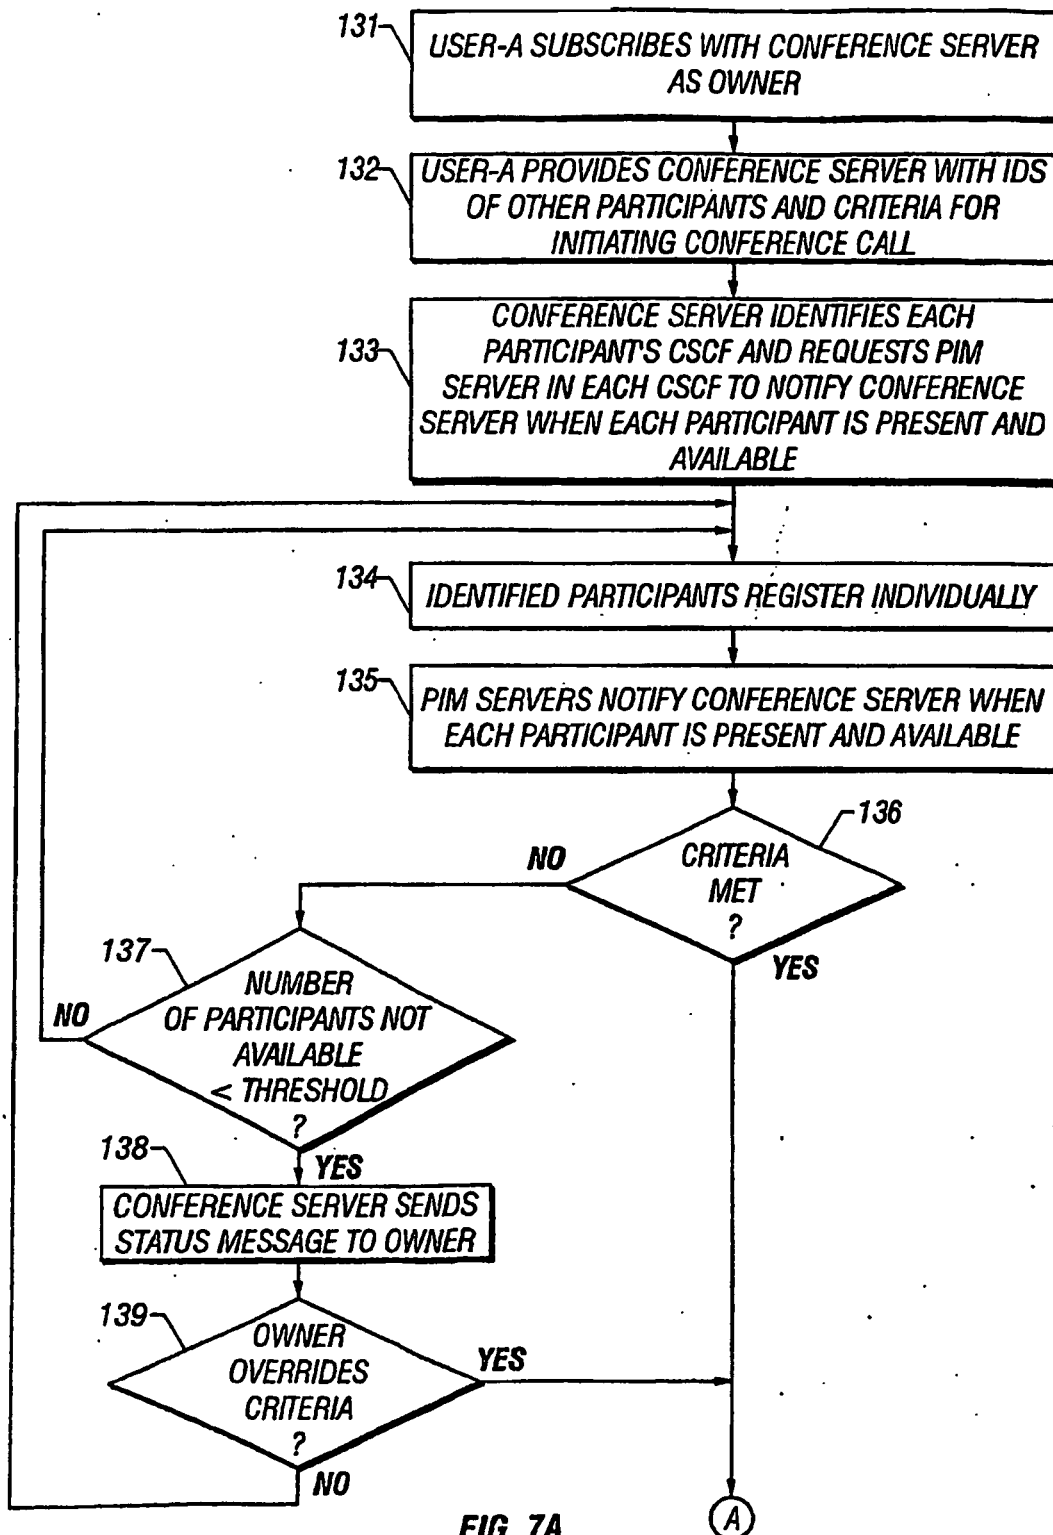 131
USER-A SUBSCRIBES WITH CONFERENCE SERVER
AS OWNER
132
USER-A PROVIDES CONFERENCE SERVER WITH IDS
OF OTHER PARTICIPANTS AND CRITERIA FOR
INITIATING CONFERENCE CALL
133
CONFERENCE SERVER IDENTIFIES EACH
PARTICIPANT'S CSCF AND REQUESTS PIM
SERVER IN EACH CSCF TO NOTIFY CONFERENCE
SERVER WHEN EACH PARTICIPANT IS PRESENT AND
AVAILABLE
134
IDENTIFIED PARTICIPANTS REGISTER INDIVIDUALLY
135
PIM SERVERS NOTIFY CONFERENCE SERVER WHEN
EACH PARTICIPANT IS PRESENT AND AVAILABLE
136
CRITERIA
MET
?
NO
YES
137
NUMBER
OF PARTICIPANTS NOT
AVAILABLE
< THRESHOLD
?
NO
YES
138
CONFERENCE SERVER SENDS
STATUS MESSAGE TO OWNER
139
OWNER
OVERRIDES
CRITERIA
?
YES
NO
A
FIG. 7A